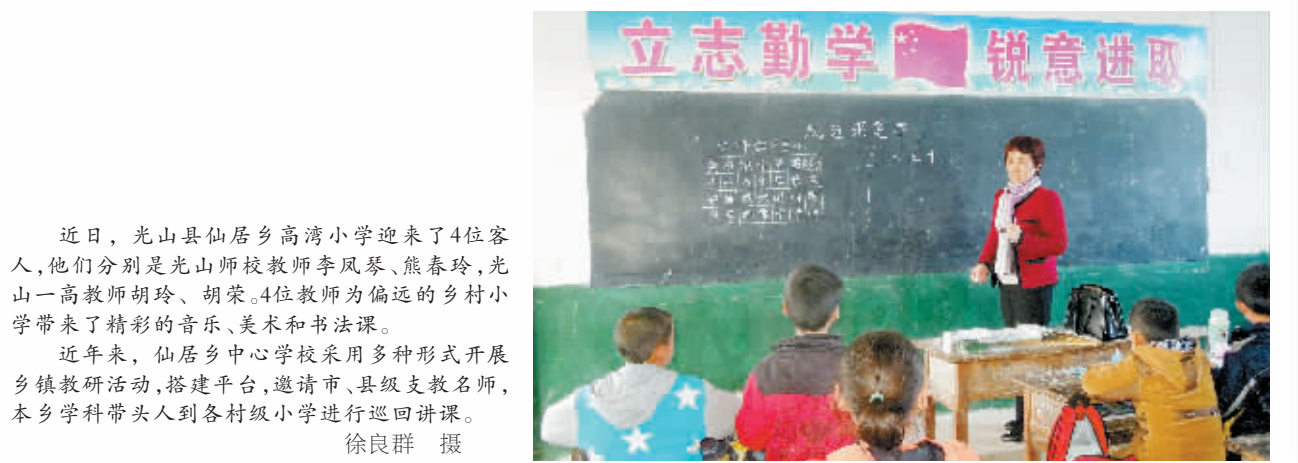 近日，光山县仙居乡高湾小学迎来了4位客
人，他们分别是光山师校教师李凤琴、熊春玲，光
山一高教师胡玲、胡荣。4位教师为偏远的乡村小
学带来了精彩的音乐、美术和书法课。
近年来，仙居乡中心学校采用多种形式开展
乡镇教研活动，搭建平台，邀请市、县级支教名师，
本乡学科带头人到各村级小学进行巡回讲课。
徐良群 摄
立志勤学 锐意进取